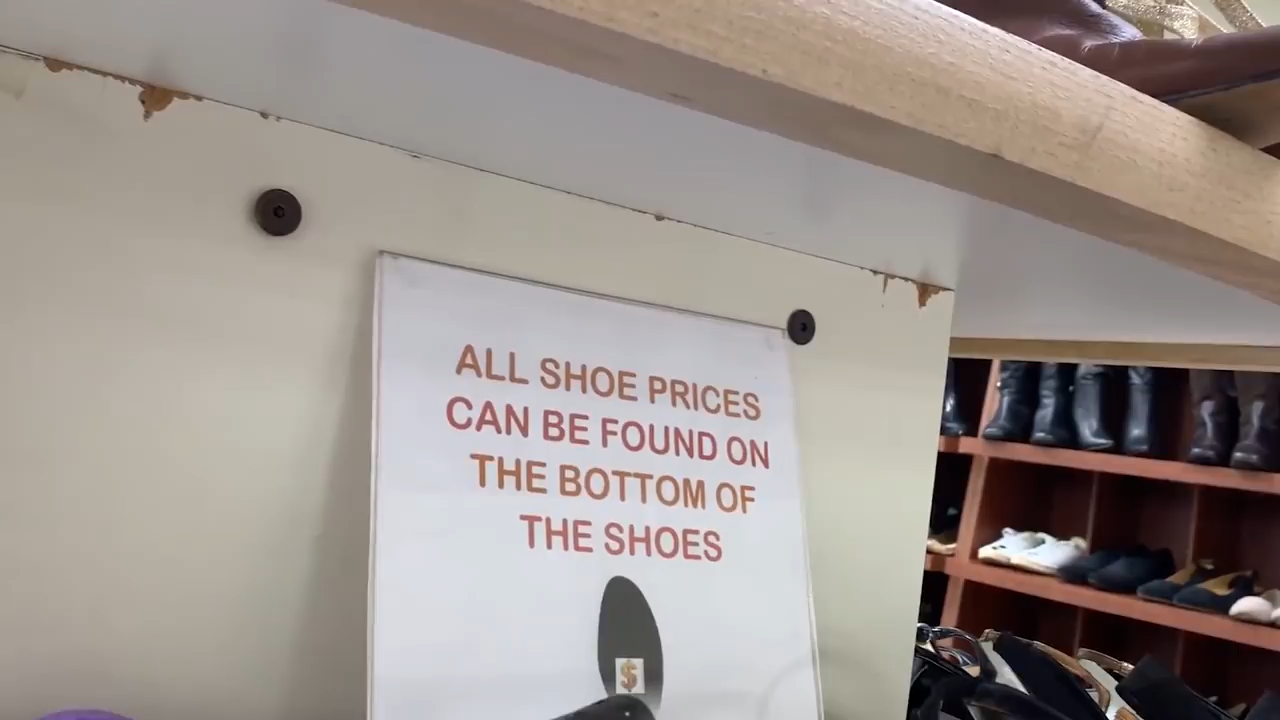 ALL SHOE PRICES
CAN BE FOUND ON
THE BOTTOM OF
THE SHOES
$